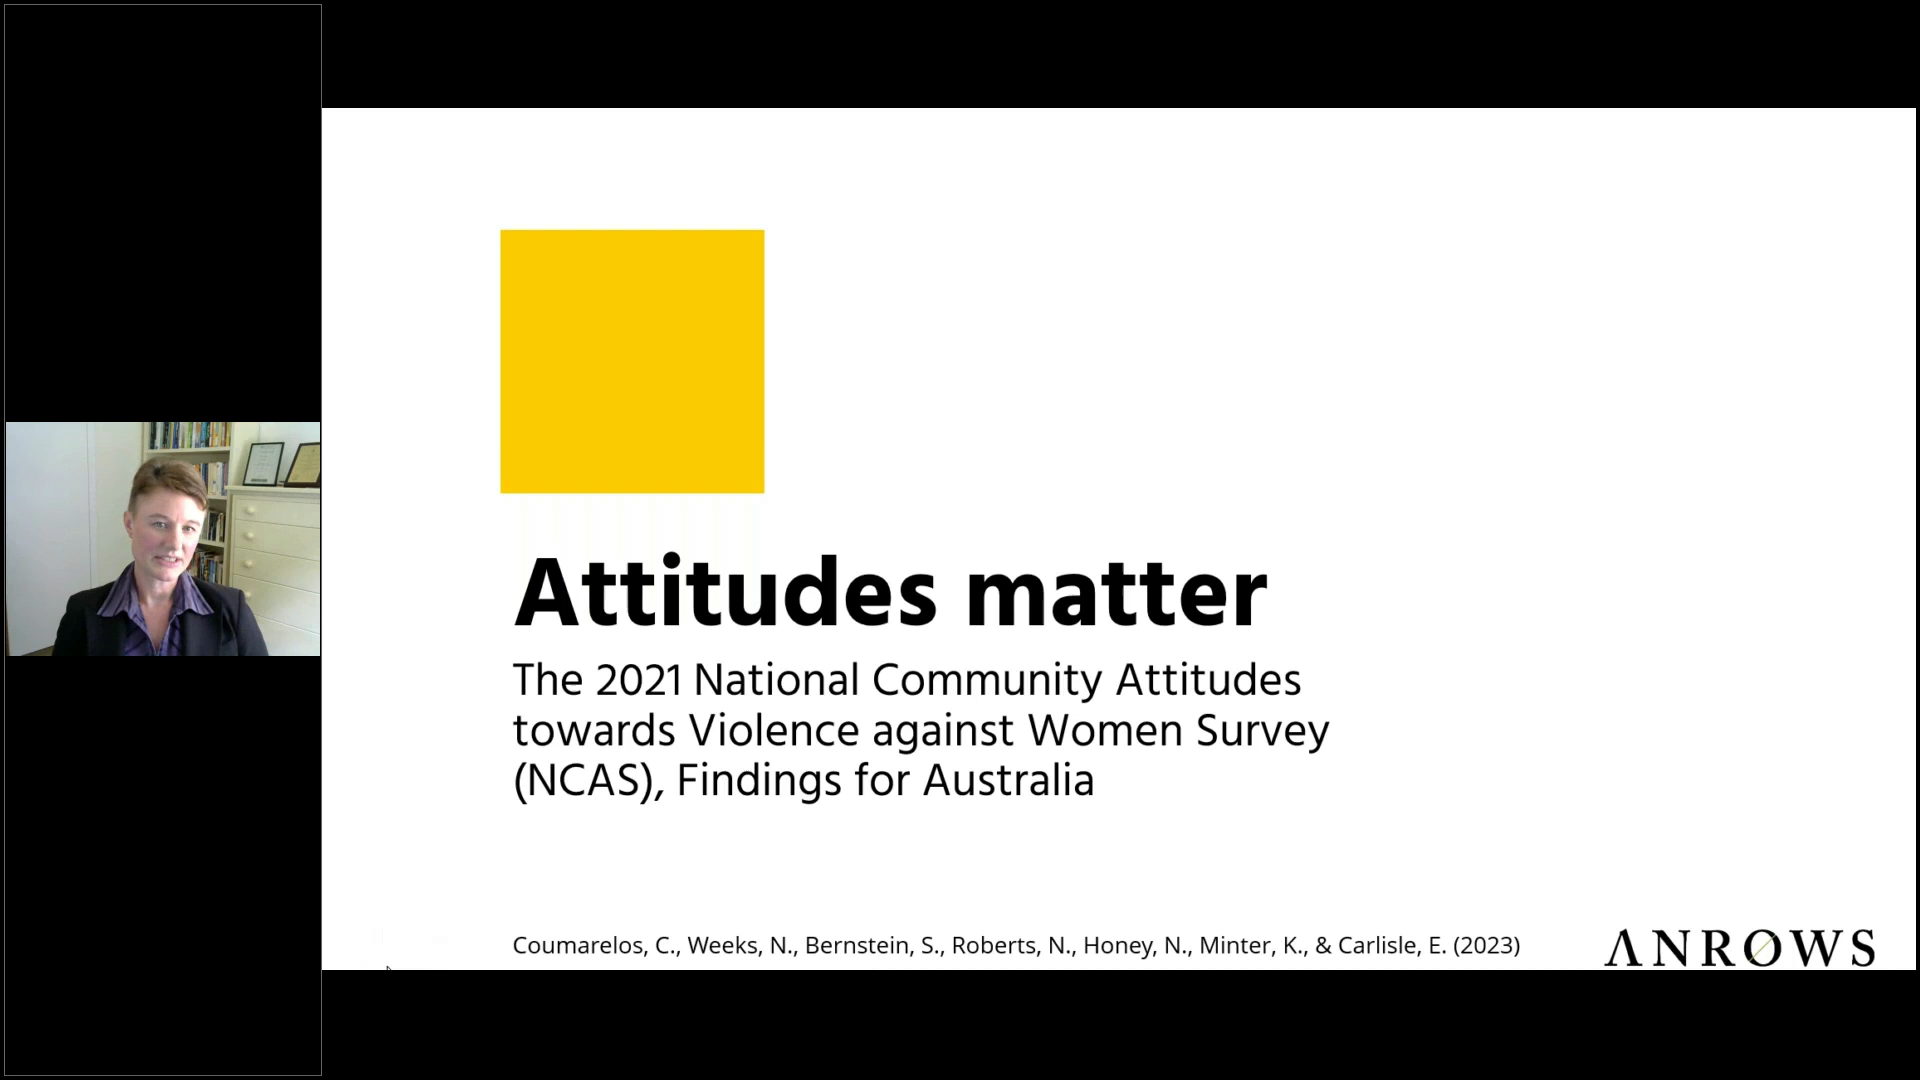 Attitudes matter
The 2021 National Community Attitudes
towards Violence against Women Survey
(NCAS), Findings for Australia
Coumarelos, C., Weeks, N., Bernstein, S., Roberts, N., Honey, N., Minter, K., & Carlisle, E. (2023)
ANROWS